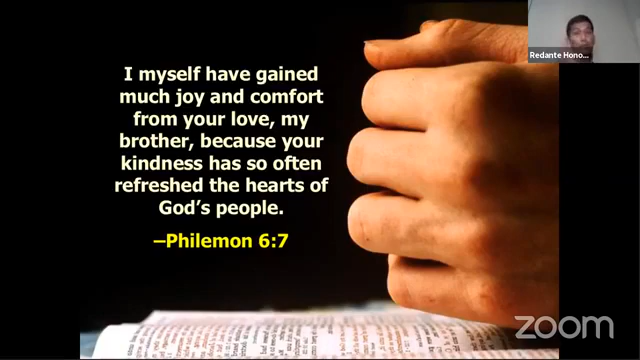 Redante Hono...
I myself have gained
much joy and comfort
from your love, my
brother, because your
kindness has so often
refreshed the hearts of
God's people.
–Philemon 6:7
zoom